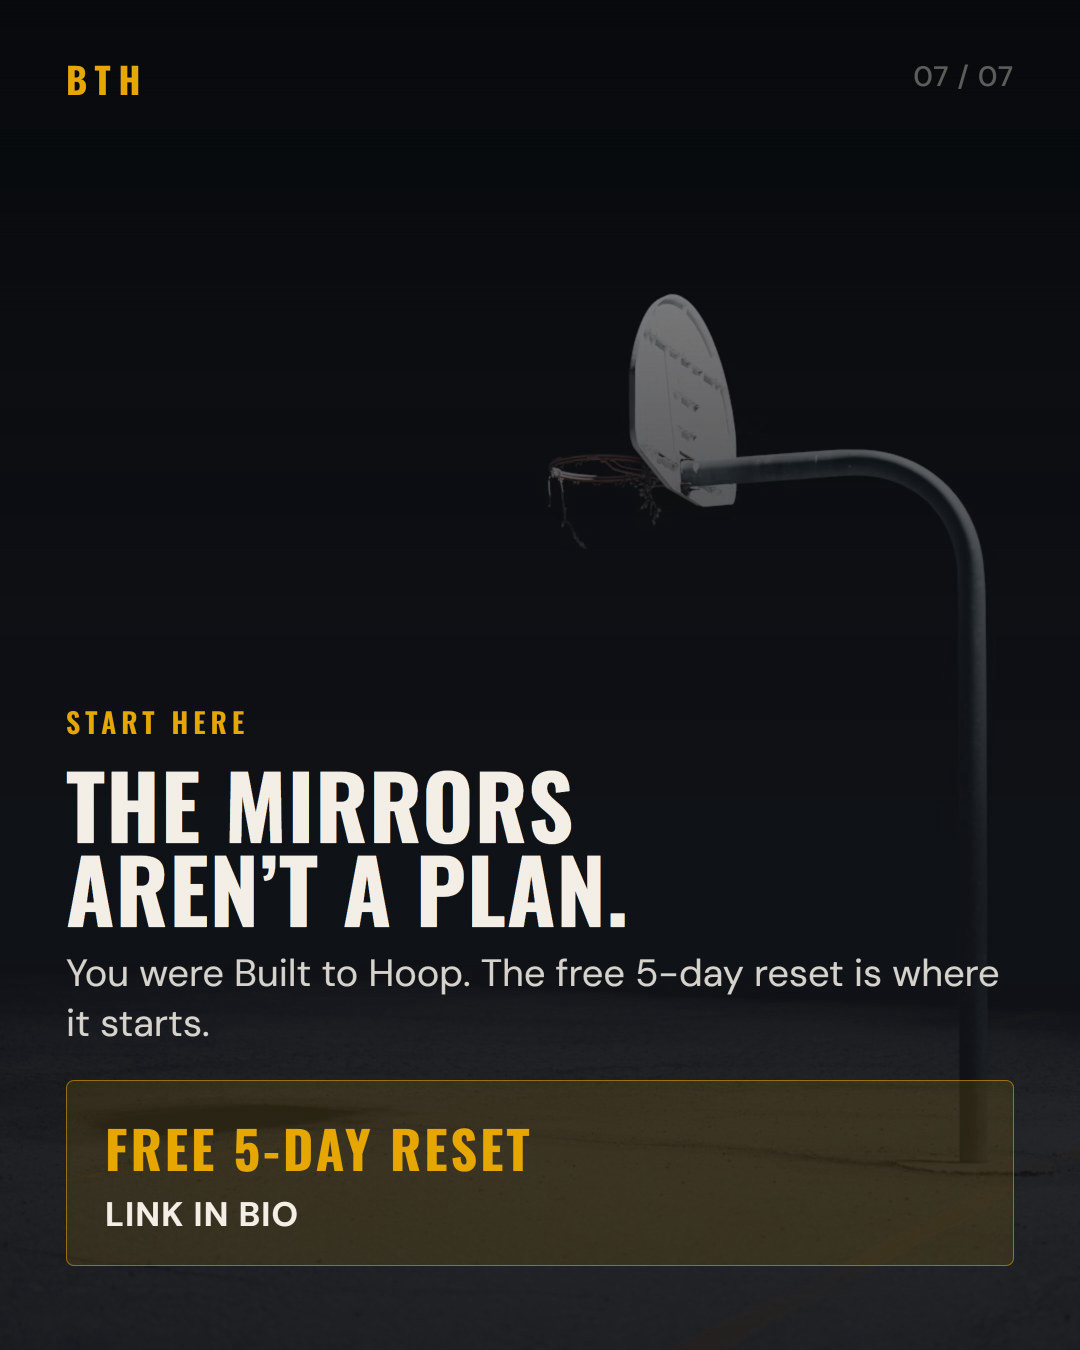 BTH
07 / 07
START HERE
THE MIRRORS
AREN’T A PLAN.
You were Built to Hoop. The free 5-day reset is where
it starts.
FREE 5-DAY RESET
LINK IN BIO